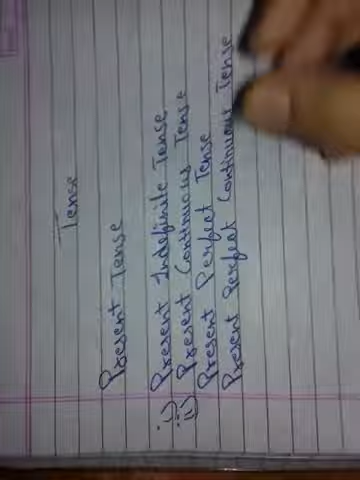 Tense
Present Tense
i) Present Indefinite Tense
ii) Present Continuous Tense
Present Perfect Tense
Present Perfect Continuous Tense